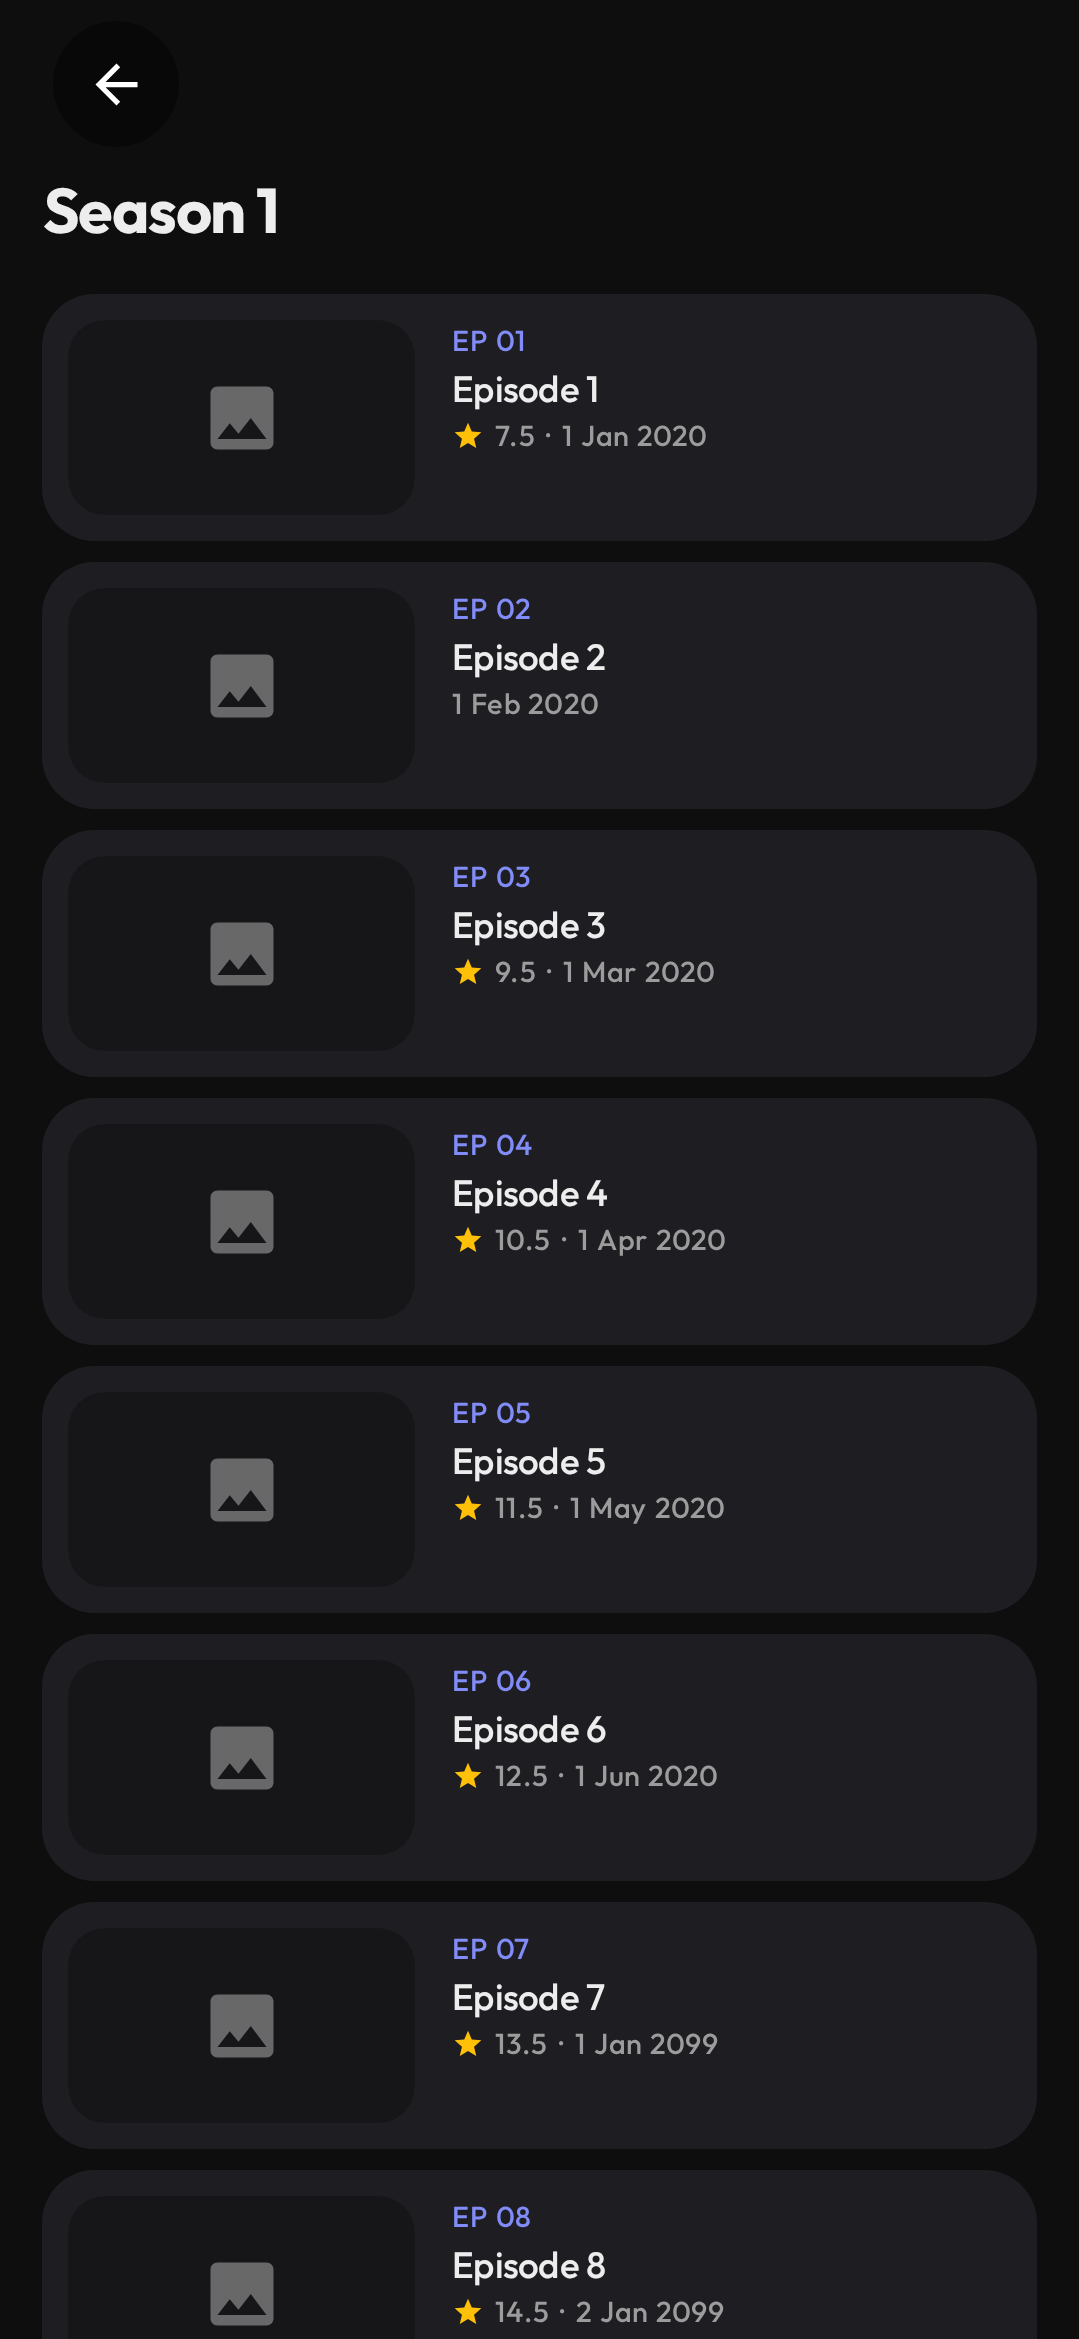 Season 1
EP 01
Episode 1
7.5 · 1 Jan 2020
EP 02
Episode 2
1 Feb 2020
EP 03
Episode 3
9.5 · 1 Mar 2020
EP 04
Episode 4
10.5 · 1 Apr 2020
EP 05
Episode 5
11.5 · 1 May 2020
EP 06
Episode 6
12.5 · 1 Jun 2020
EP 07
Episode 7
13.5 · 1 Jan 2099
EP 08
Episode 8
14.5 · 2 Jan 2099